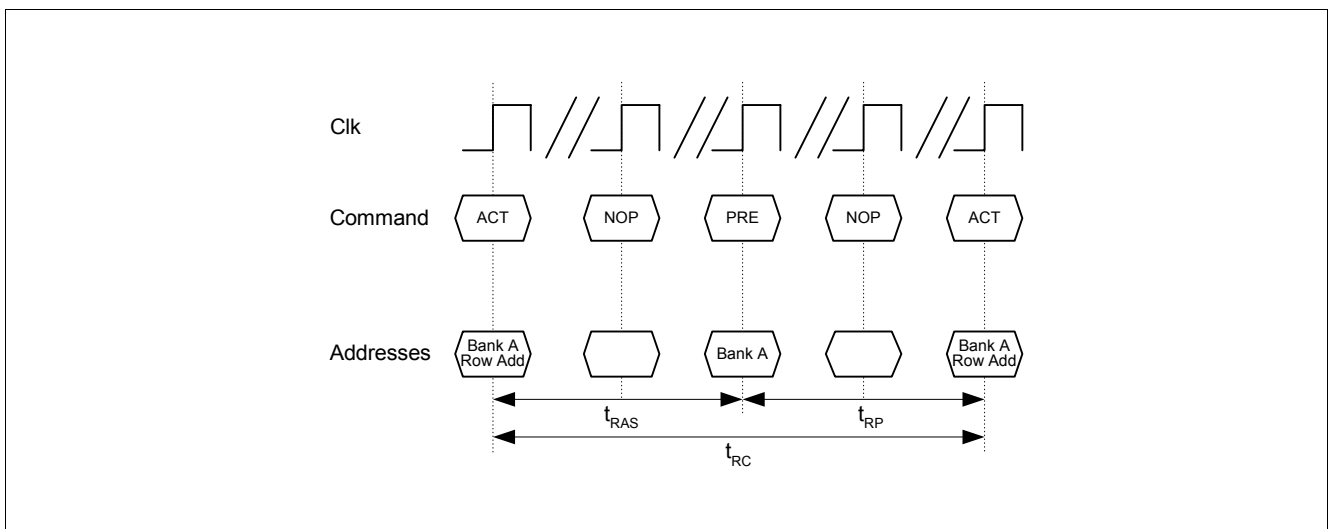 Clk
Command
ACT
NOP
PRE
NOP
ACT
Addresses
Bank A
Row Add
Bank A
Bank A
Row Add
tRAS
tRP
tRC